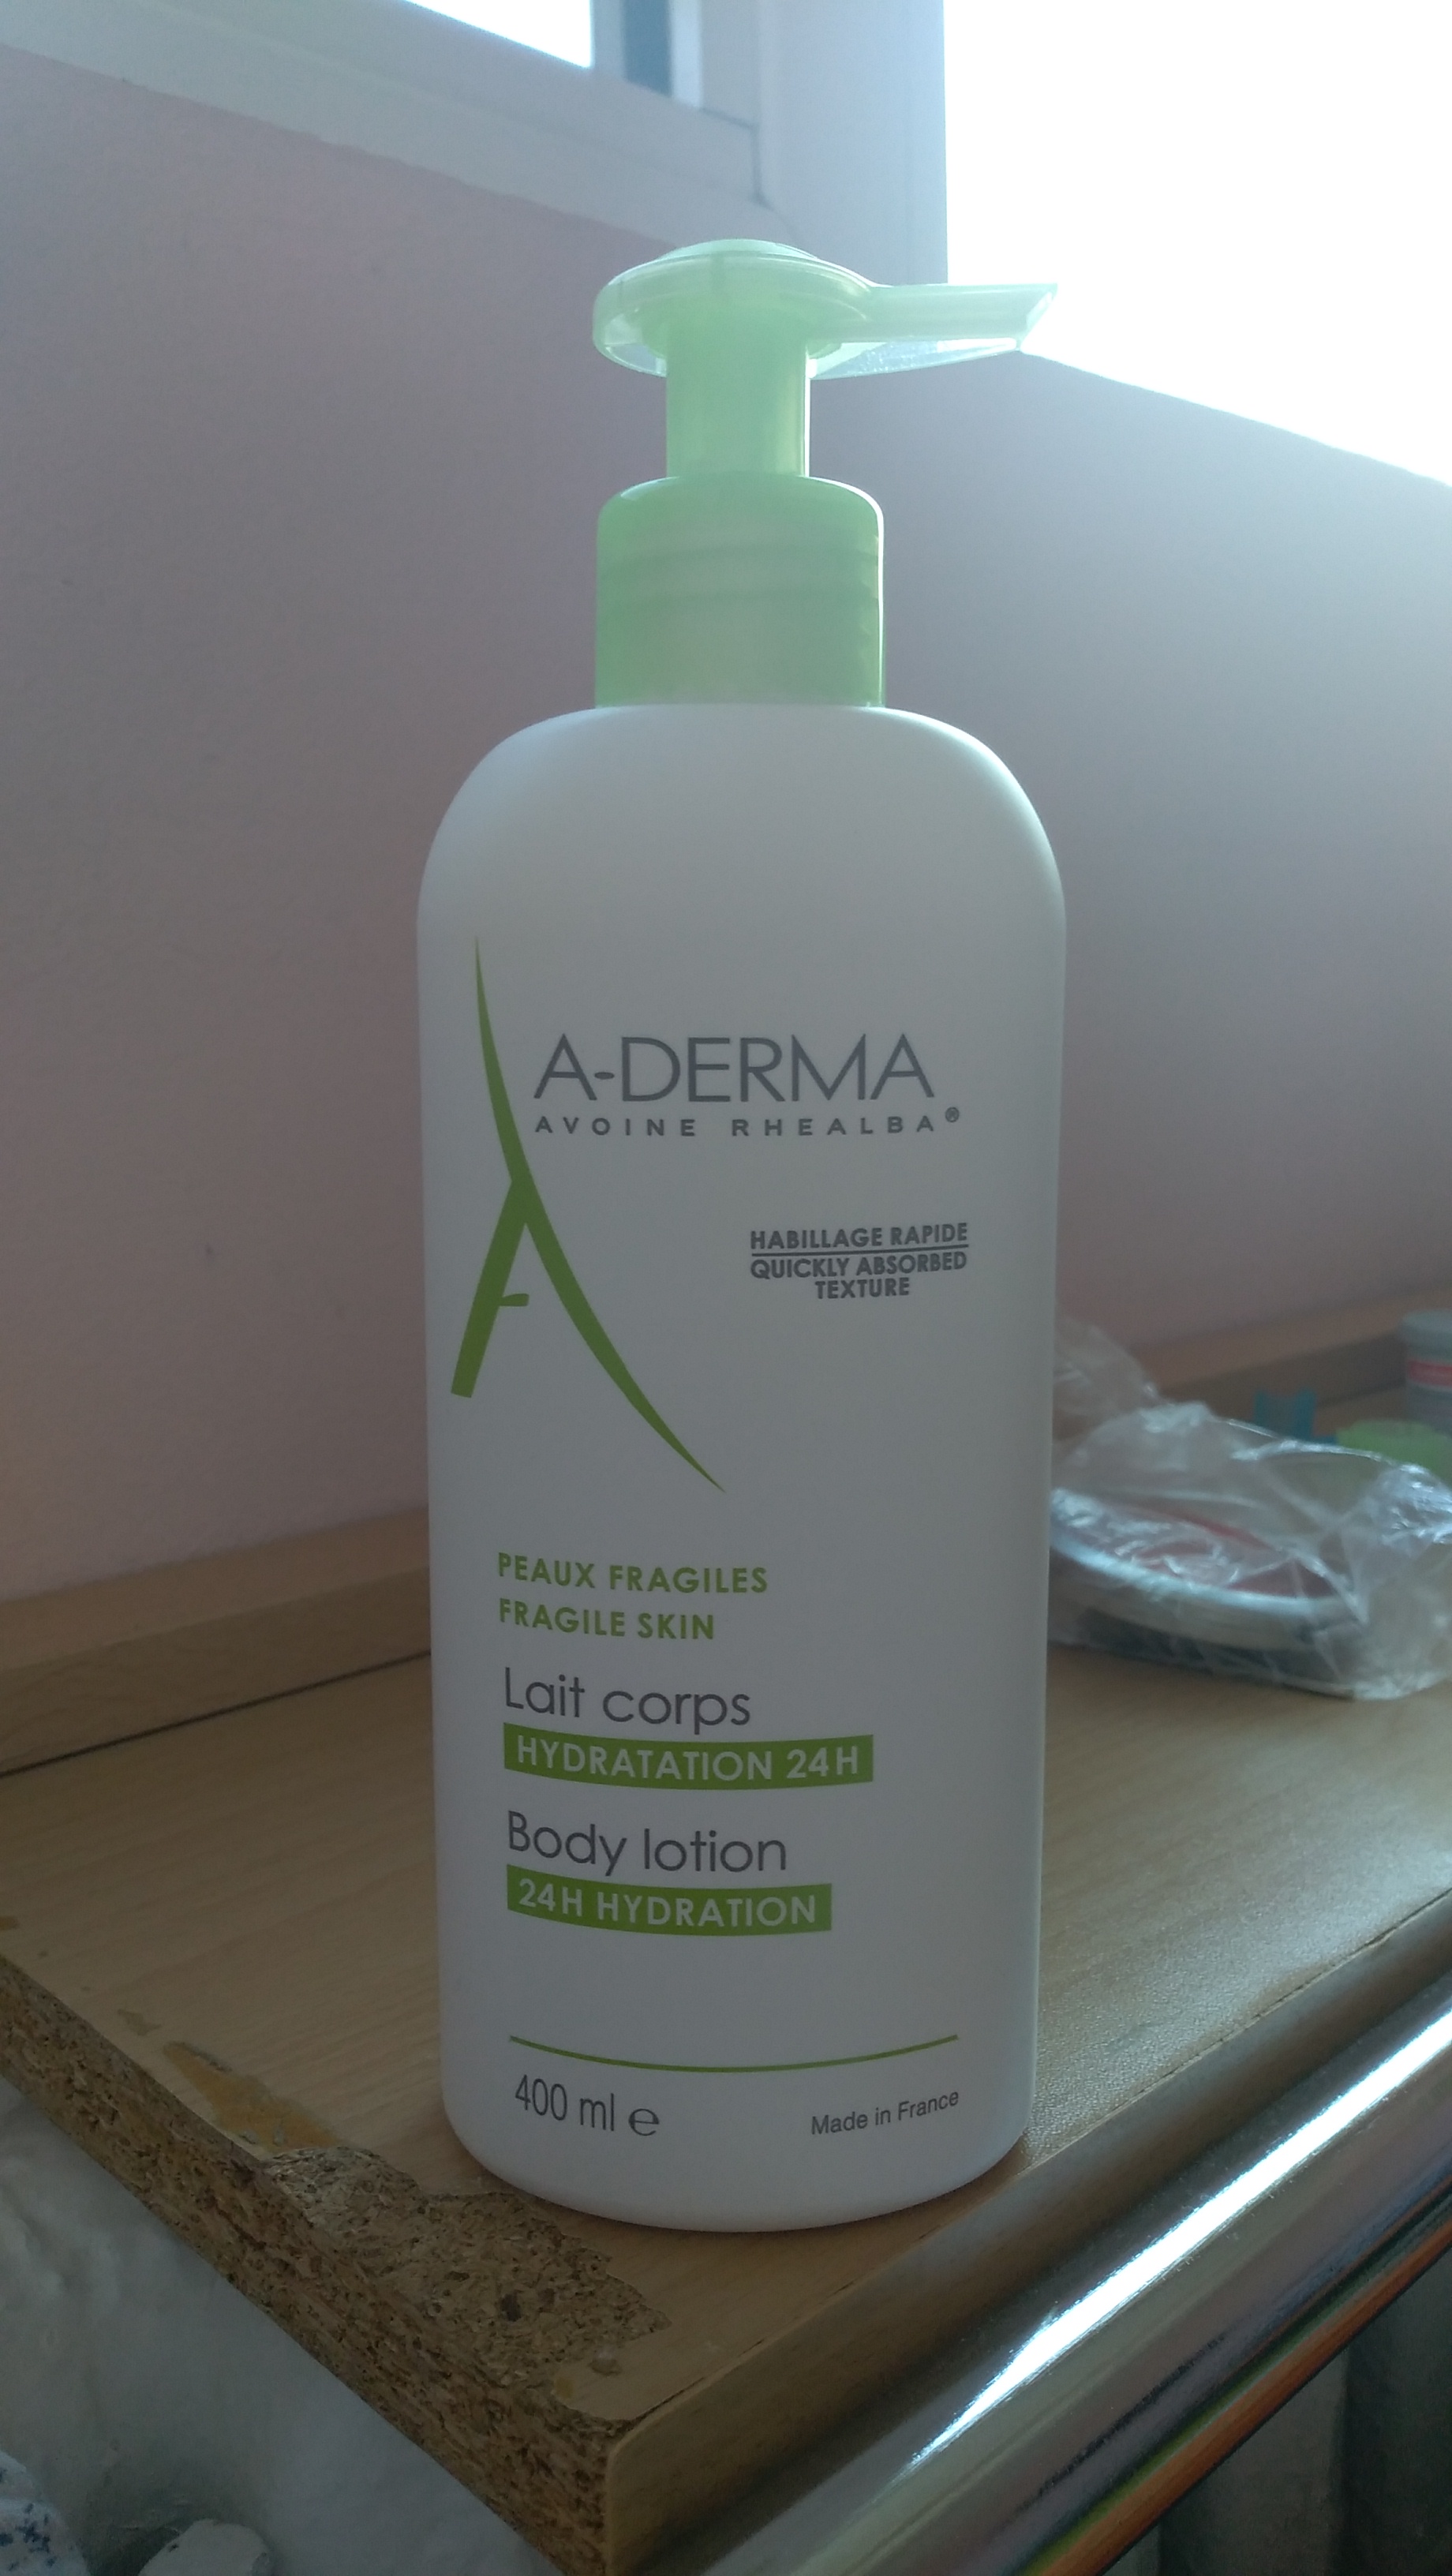 A-DERMA
AVOINE RHEALBA®
HABILLAGE RAPIDE
QUICKLY ABSORBED
TEXTURE
PEAUX FRAGILES
FRAGILE SKIN
Lait corps
HYDRATATION 24H
Body lotion
24H HYDRATION
400 ml ℮
Made in France